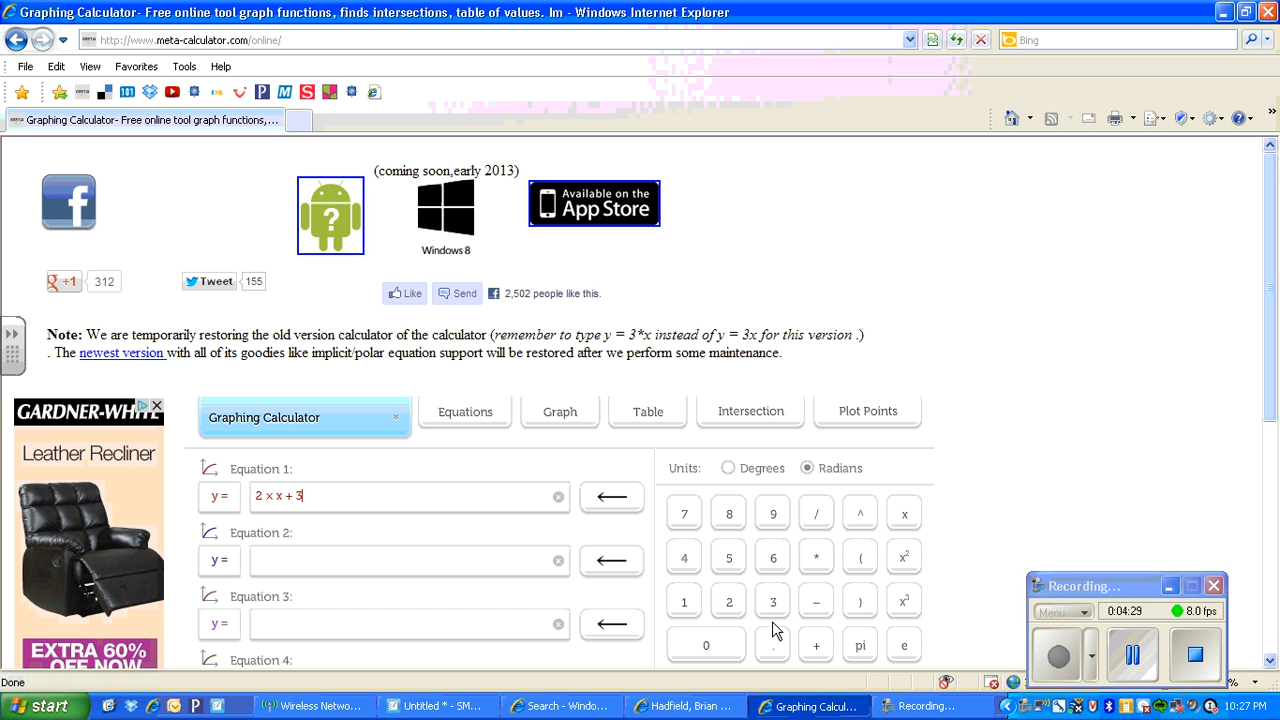 Graphing Calculator- Free online tool graph functions, finds intersections, table of values. Im - Windows Internet Explorer
http://www.meta-calculator.com/online/
Bing
File Edit View Favorites Tools Help
META
Graphing Calculator- Free online tool graph functions,...
(coming soon,early 2013)
Windows 8
Available on the
App Store
+1 312
Tweet 155
Like Send 2,502 people like this.
Note: We are temporarily restoring the old version calculator of the calculator (remember to type y = 3*x instead of y = 3x for this version .)
. The newest version with all of its goodies like implicit/polar equation support will be restored after we perform some maintenance.
GARDNER-WHITE
Leather Recliner
EXTRA 60%
OFF NOW
Graphing Calculator Equations Graph Table Intersection Plot Points
Equation 1:
y = 2 × x + 3
Equation 2:
y =
Equation 3:
y =
Equation 4:
Units: Degrees Radians
7 8 9 / ^ x
4 5 6 * ( x²
1 2 3 − ) x³
0 . + pi e
Recording...
Menu 0:04:29 8.0 fps
Done
start Wireless Network... Untitled * - SM... Search - Windo... Hadfield, Brian ... Graphing Calcul... Recording... 10:27 PM